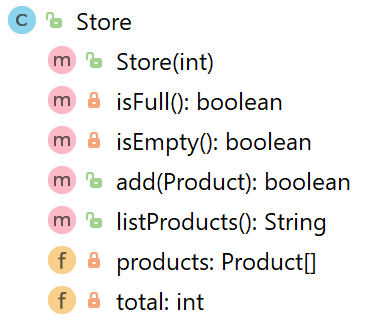 C Store
m Store(int)
m isFull(): boolean
m isEmpty(): boolean
m add(Product): boolean
m listProducts(): String
f products: Product[]
f total: int